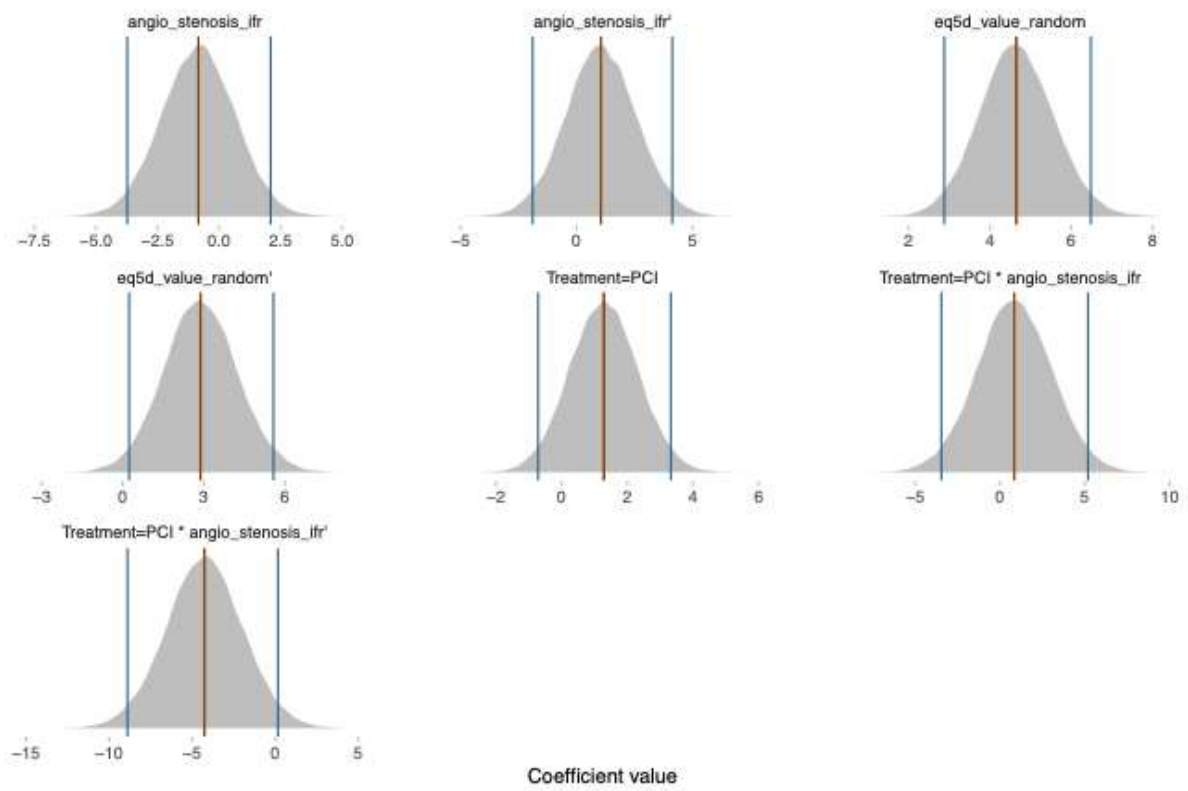 angio_stenosis_ifr angio_stenosis_ifr' eq5d_value_random
−7.5 −5.0 −2.5 0.0 2.5 5.0 −5 0 5 2 4 6 8
eq5d_value_random' Treatment=PCI Treatment=PCI * angio_stenosis_ifr
−3 0 3 6 −2 0 2 4 6 −5 0 5 10
Treatment=PCI * angio_stenosis_ifr'
−15 −10 −5 0 5
Coefficient value